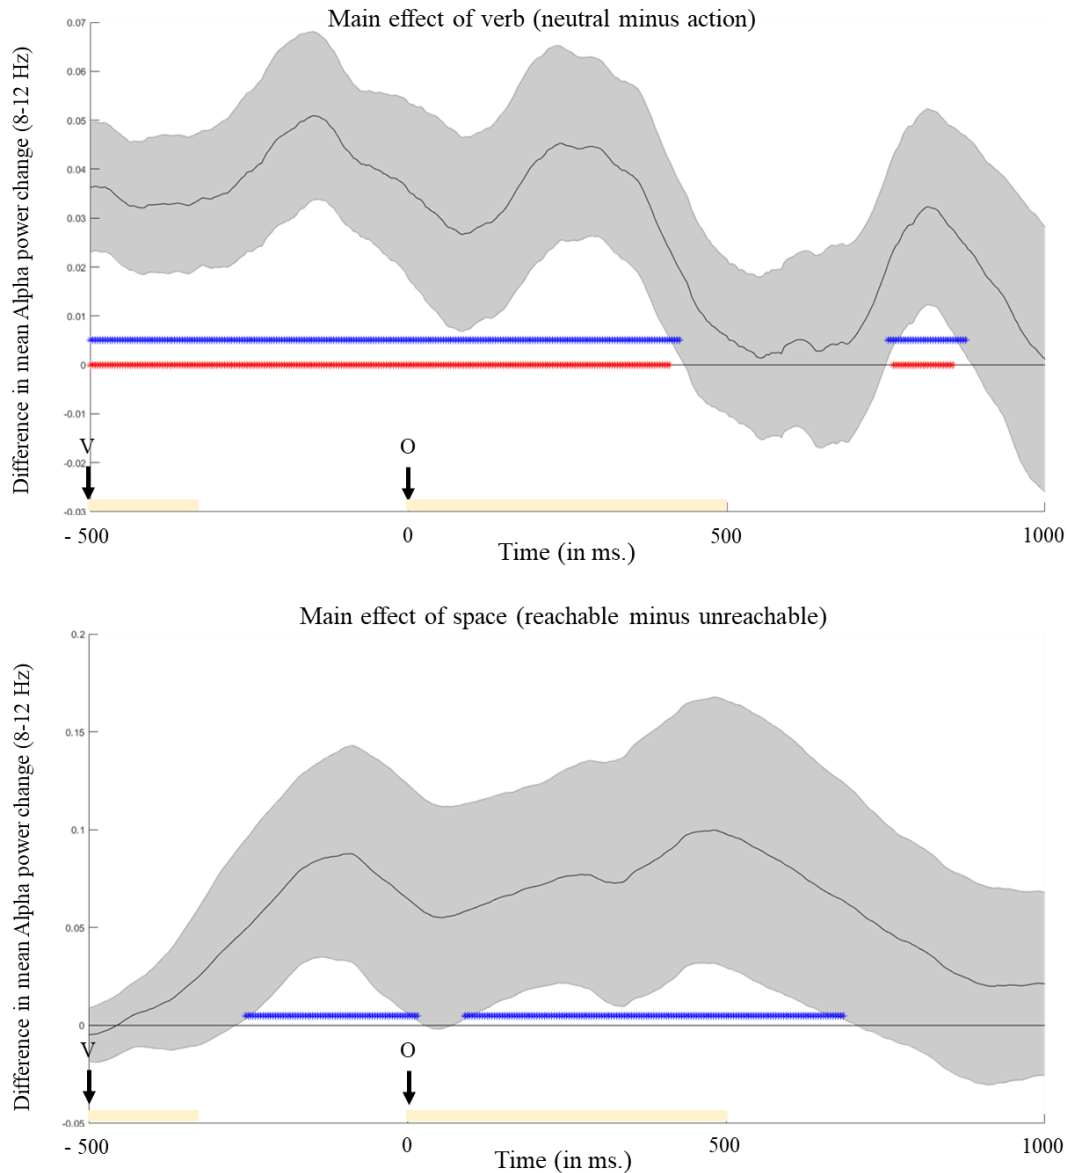 Main effect of verb (neutral minus action)
Difference in mean Alpha power change (8-12 Hz)
0.07
0.06
0.05
0.04
0.03
0.02
0.01
0
-0.01
-0.02
-0.03
V
O
- 500
0
500
1000
Time (in ms.)
Main effect of space (reachable minus unreachable)
Difference in mean Alpha power change (8-12 Hz)
0.2
0.15
0.1
0.05
0
-0.05
V
O
- 500
0
500
1000
Time (in ms.)